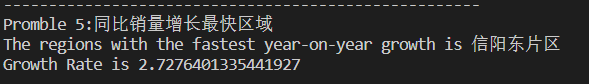 ----------------------------------------------------
Promble 5:同比销量增长最快区域
The regions with the fastest year-on-year growth is 信阳东片区
Growth Rate is 2.7276401335441927